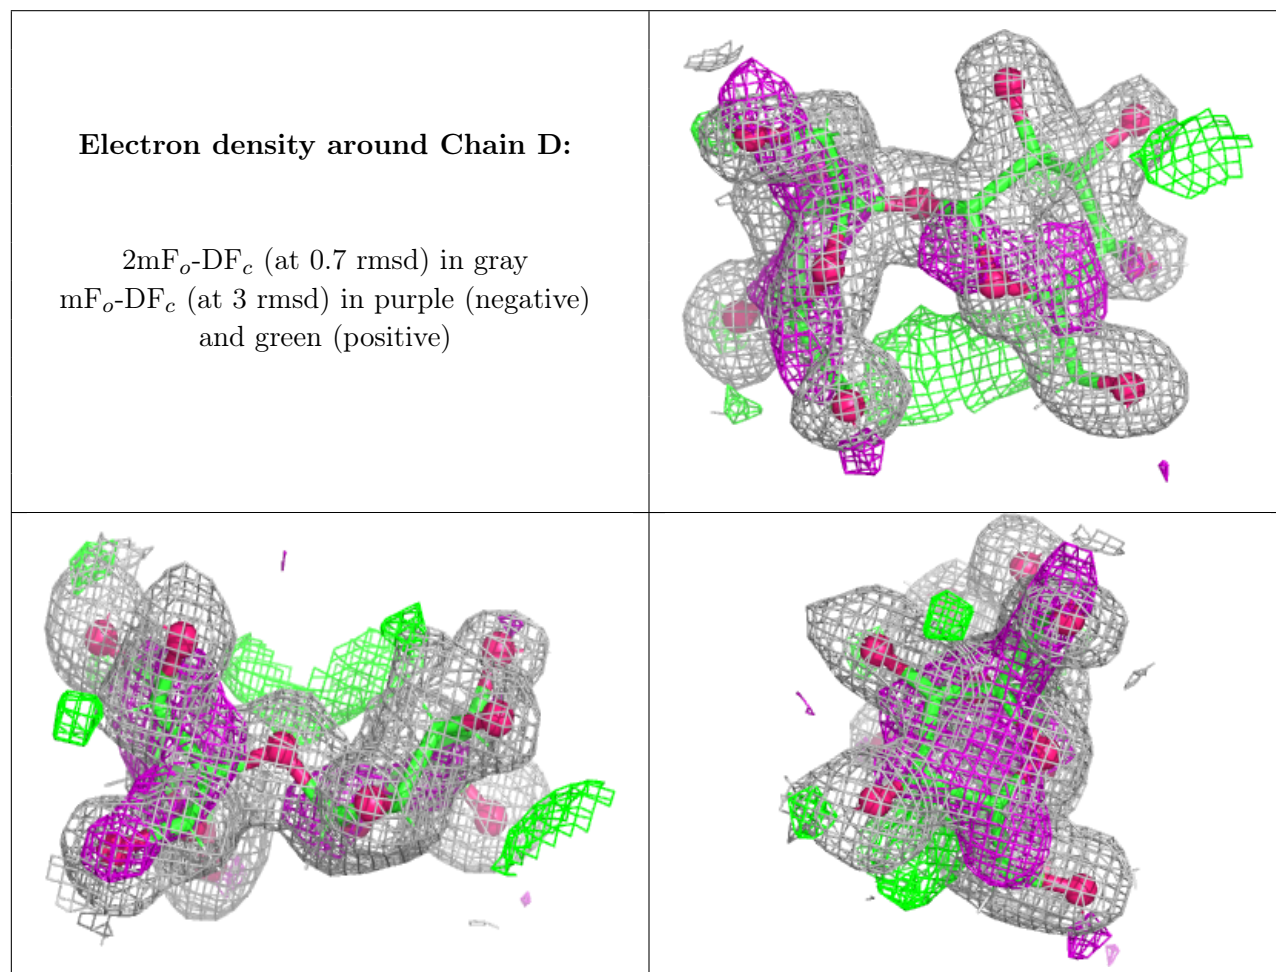 Electron density around Chain D:
2mFo-DFc (at 0.7 rmsd) in gray
mFo-DFc (at 3 rmsd) in purple (negative)
and green (positive)